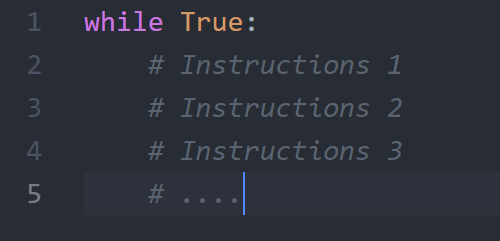 1 while True:
2     # Instructions 1
3     # Instructions 2
4     # Instructions 3
5     # ....